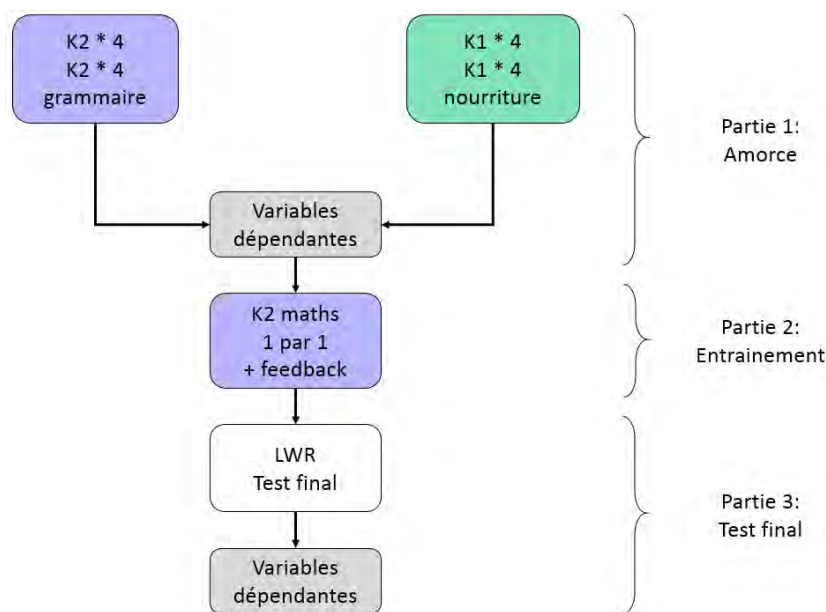 K2 * 4
K2 * 4
grammaire
K1 * 4
K1 * 4
nourriture
Partie 1:
Amorce
Variables
dépendantes
K2 maths
1 par 1
+ feedback
Partie 2:
Entrainement
LWR
Test final
Partie 3:
Test final
Variables
dépendantes